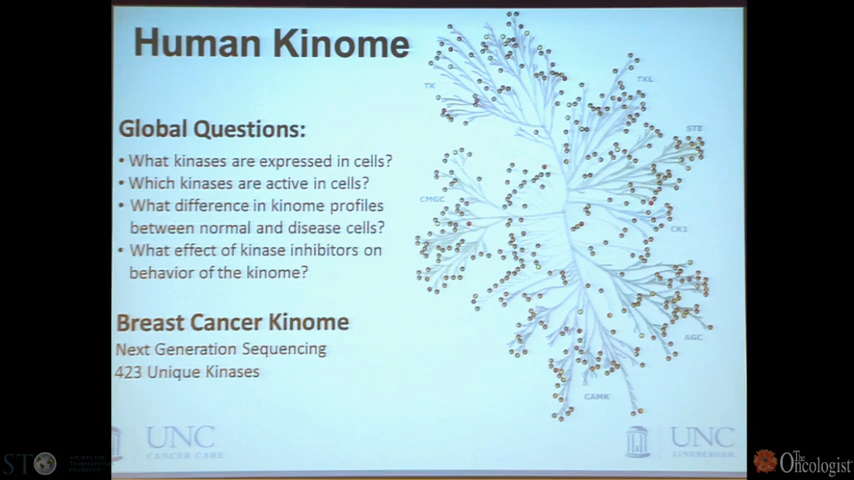 Human Kinome
Global Questions:
• What kinases are expressed in cells?
• Which kinases are active in cells?
• What difference in kinome profiles
between normal and disease cells?
• What effect of kinase inhibitors on
behavior of the kinome?
Breast Cancer Kinome
Next Generation Sequencing
423 Unique Kinases
TK
TKL
STE
CMGC
CK1
AGC
CAMK
UNC
CANCER CARE
UNC
LINEBERGER
STO
The
Oncologist